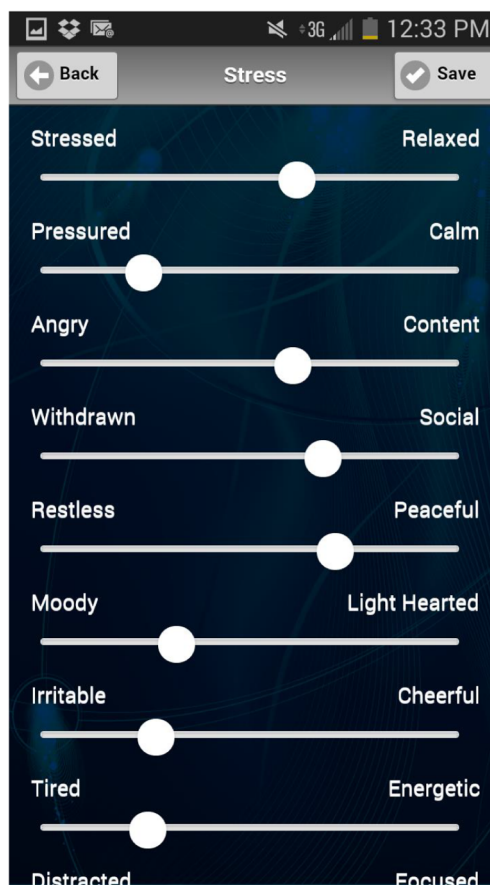 3G 12:33 PM
Back Stress Save
Stressed Relaxed
Pressured Calm
Angry Content
Withdrawn Social
Restless Peaceful
Moody Light Hearted
Irritable Cheerful
Tired Energetic
Distracted Focused